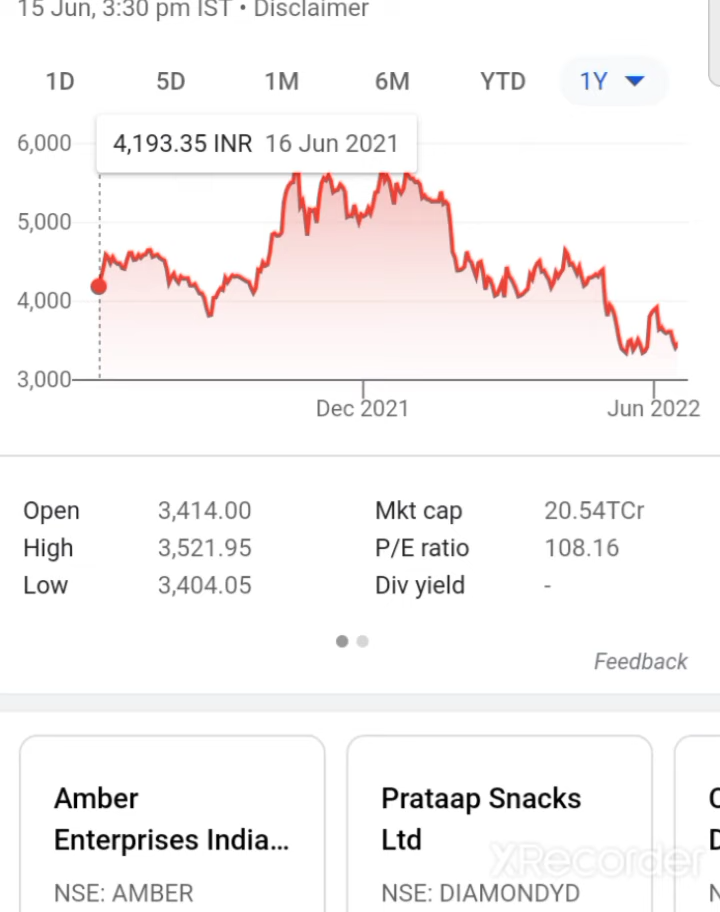 15 Jun, 3:30 pm IST • Disclaimer
1D 5D 1M 6M YTD 1Y
6,000
4,193.35 INR 16 Jun 2021
5,000
4,000
3,000
Dec 2021 Jun 2022
Open 3,414.00 Mkt cap 20.54TCr
High 3,521.95 P/E ratio 108.16
Low 3,404.05 Div yield -
Feedback
Amber
Enterprises India...
NSE: AMBER
Prataap Snacks
Ltd
NSE: DIAMONDYD
XRecorder